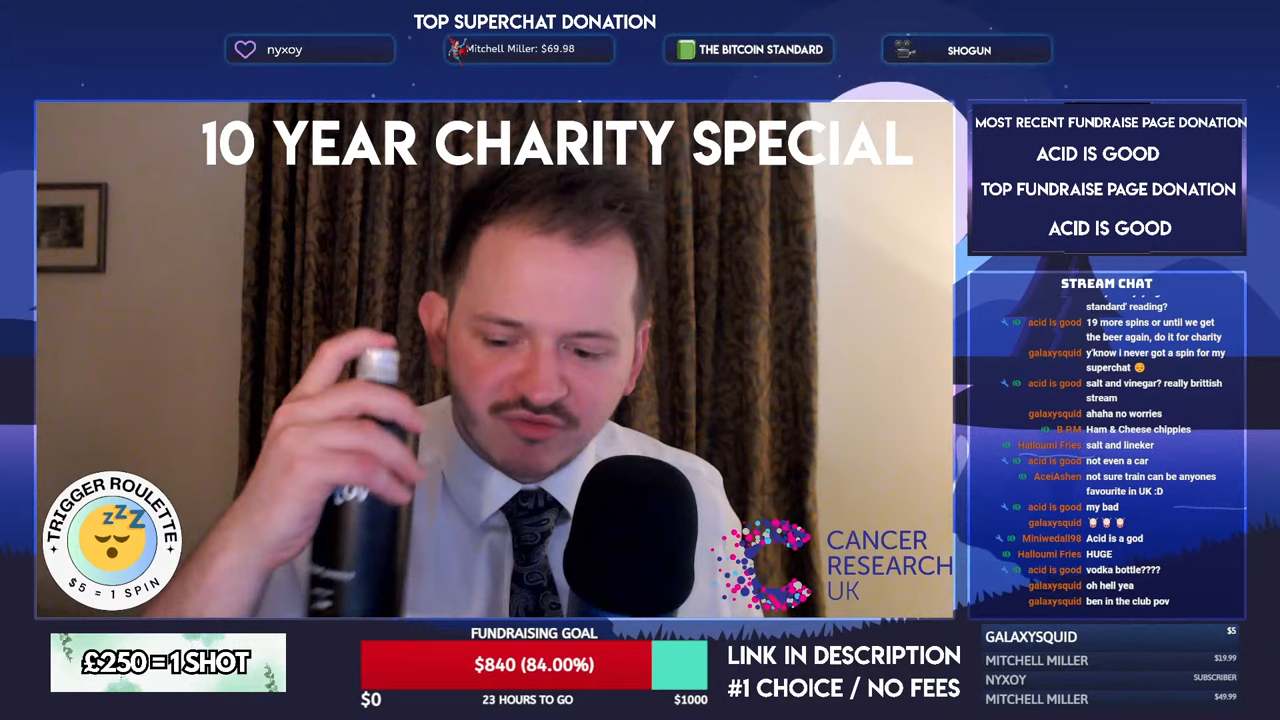 TOP SUPERCHAT DONATION
nyxoy
Mitchell Miller: $69.98
THE BITCOIN STANDARD
SHOGUN
10 YEAR CHARITY SPECIAL
MOST RECENT FUNDRAISE PAGE DONATION
ACID IS GOOD
TOP FUNDRAISE PAGE DONATION
ACID IS GOOD
STREAM CHAT
standard' reading?
acid is good 19 more spins or until we get
the beer again, do it for charity
galaxysquid y'know i never got a spin for my
superchat
acid is good salt and vinegar? really brittish
stream
galaxysquid ahaha no worries
B.P.M Ham & Cheese chippies
Halloumi Fries salt and lineker
acid is good not even a car
AceiAshen not sure train can be anyones
favourite in UK :D
acid is good my bad
galaxysquid
Miniwedall98 Acid is a god
Halloumi Fries HUGE
acid is good vodka bottle????
galaxysquid oh hell yea
galaxysquid ben in the club pov
TRIGGER ROULETTE
zzZ
$5 = 1 SPIN
CANCER
RESEARCH
UK
£250 = 1 SHOT
FUNDRAISING GOAL
$840 (84.00%)
$0
23 HOURS TO GO
$1000
LINK IN DESCRIPTION
#1 CHOICE / NO FEES
GALAXYSQUID $5
MITCHELL MILLER $19.99
NYXOY SUBSCRIBER
MITCHELL MILLER $49.99